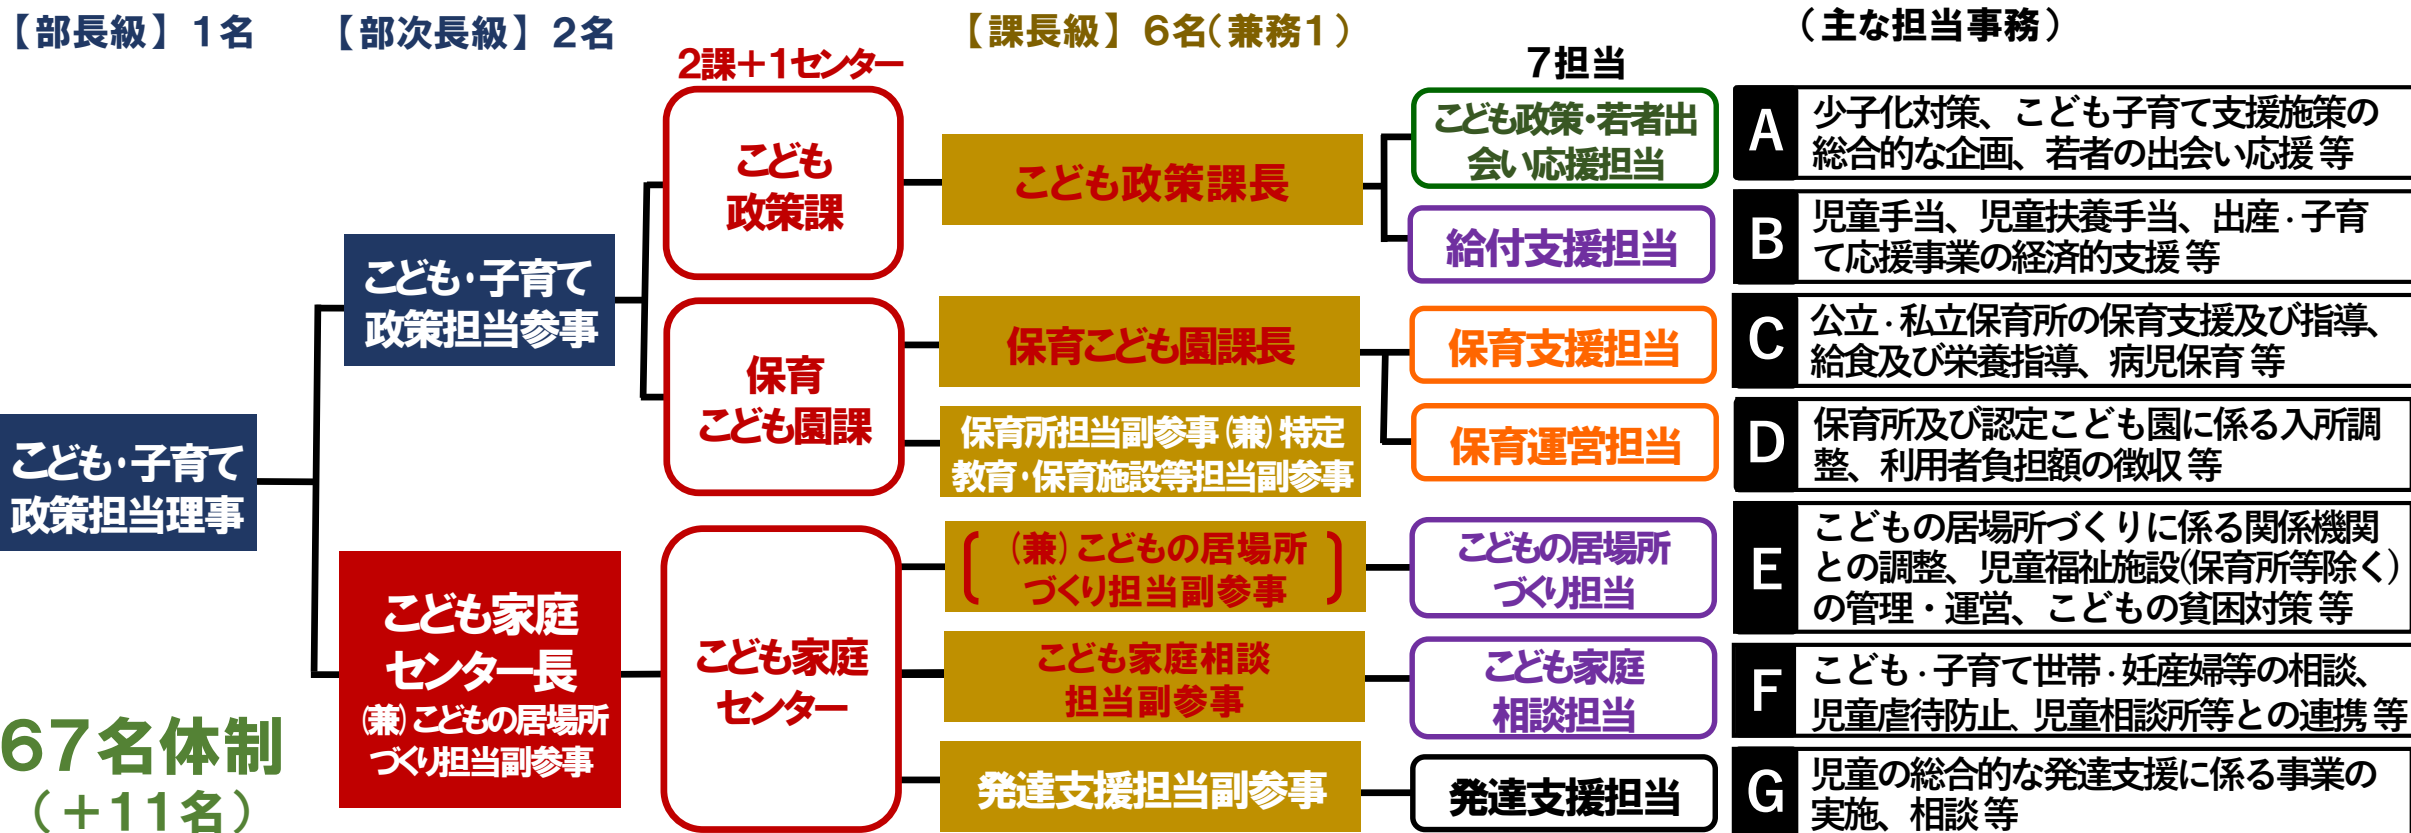 【部長級】1名
【部次長級】2名
【課長級】6名(兼務1)
(主な担当事務)
2課+1センター
7担当
こども・子育て
政策担当理事
67名体制
(+11名)
こども・子育て
政策担当参事
こども家庭
センター長
(兼)こどもの居場所
づくり担当副参事
こども
政策課
保育
こども園課
こども家庭
センター
こども政策課長
保育こども園課長
保育所担当副参事(兼)特定
教育・保育施設等担当副参事
(兼)こどもの居場所
づくり担当副参事
こども家庭相談
担当副参事
発達支援担当副参事
こども政策・若者出
会い応援担当
給付支援担当
保育支援担当
保育運営担当
こどもの居場所
づくり担当
こども家庭
相談担当
発達支援担当
A
少子化対策、こども子育て支援施策の
総合的な企画、若者の出会い応援 等
B
児童手当、児童扶養手当、出産・子育
て応援事業の経済的支援 等
C
公立・私立保育所の保育支援及び指導、
給食及び栄養指導、病児保育 等
D
保育所及び認定こども園に係る入所調
整、利用者負担額の徴収 等
E
こどもの居場所づくりに係る関係機関
との調整、児童福祉施設(保育所等除く)
の管理・運営、こどもの貧困対策 等
F
こども・子育て世帯・妊産婦等の相談、
児童虐待防止、児童相談所等との連携 等
G
児童の総合的な発達支援に係る事業の
実施、相談 等